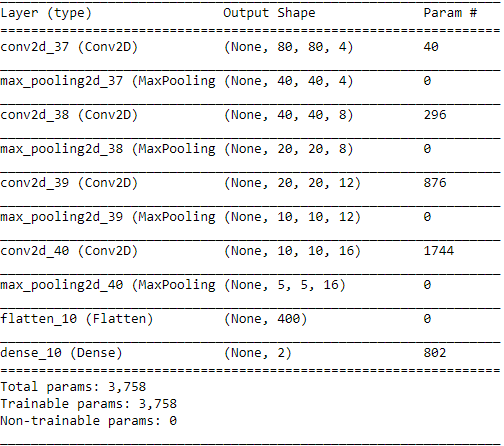 Layer (type) Output Shape Param #
=================================================================
conv2d_37 (Conv2D) (None, 80, 80, 4) 40
_________________________________________________________________
max_pooling2d_37 (MaxPooling (None, 40, 40, 4) 0
_________________________________________________________________
conv2d_38 (Conv2D) (None, 40, 40, 8) 296
_________________________________________________________________
max_pooling2d_38 (MaxPooling (None, 20, 20, 8) 0
_________________________________________________________________
conv2d_39 (Conv2D) (None, 20, 20, 12) 876
_________________________________________________________________
max_pooling2d_39 (MaxPooling (None, 10, 10, 12) 0
_________________________________________________________________
conv2d_40 (Conv2D) (None, 10, 10, 16) 1744
_________________________________________________________________
max_pooling2d_40 (MaxPooling (None, 5, 5, 16) 0
_________________________________________________________________
flatten_10 (Flatten) (None, 400) 0
_________________________________________________________________
dense_10 (Dense) (None, 2) 802
=================================================================
Total params: 3,758
Trainable params: 3,758
Non-trainable params: 0
_________________________________________________________________